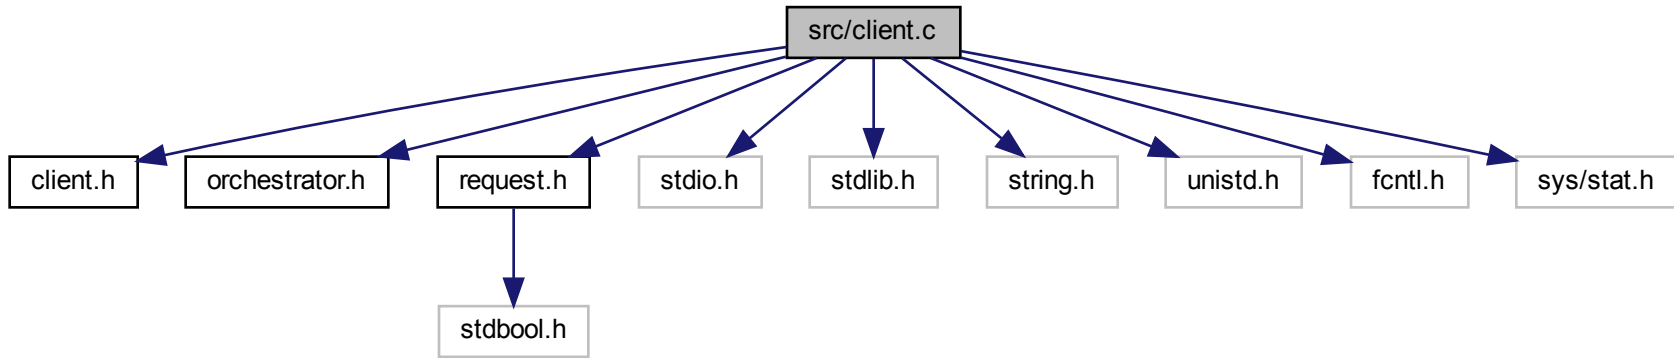 src/client.c
client.h
orchestrator.h
request.h
stdio.h
stdlib.h
string.h
unistd.h
fcntl.h
sys/stat.h
stdbool.h